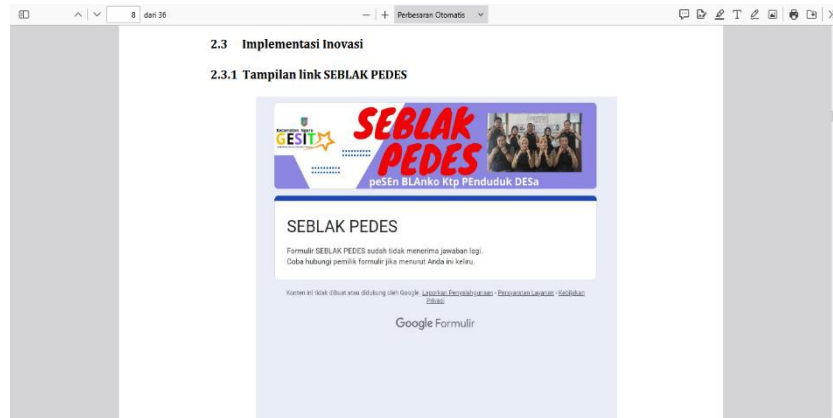 8 dari 36
Perbesaran Otomatis
2.3 Implementasi Inovasi
2.3.1 Tampilan link SEBLAK PEDES
Kecamatan Ngara
GESIT
SEBLAK
PEDES
peSEn BLAnko Ktp PEnduduk DESa
SEBLAK PEDES
Formulir SEBLAK PEDES sudah tidak menerima jawaban lagi.
Coba hubungi pemilik formulir jika menurut Anda ini keliru.
Konten ini tidak dibuat atau didukung oleh Google. Laporkan Penyalahgunaan - Persyaratan Layanan - Kebijakan
Privasi
Google Formulir